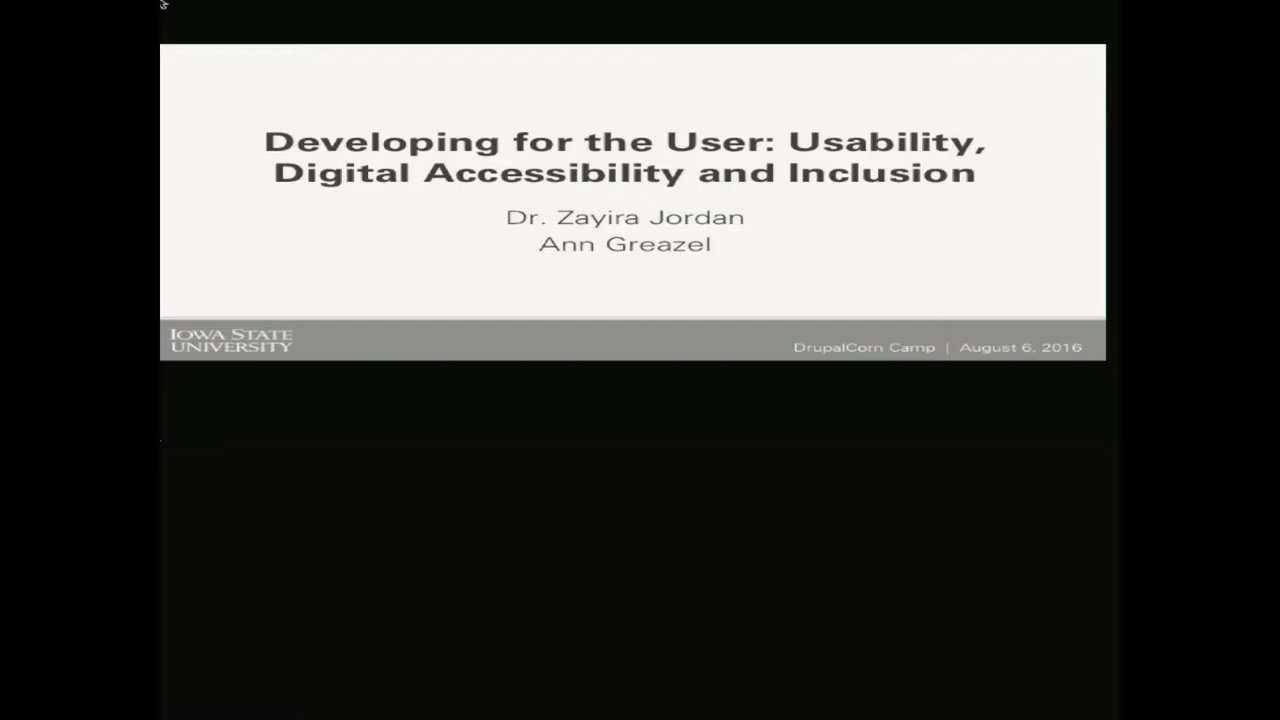 Developing for the User: Usability,
Digital Accessibility and Inclusion
Dr. Zayira Jordan
Ann Greazel
IOWA STATE
UNIVERSITY
DrupalCorn Camp | August 6, 2016